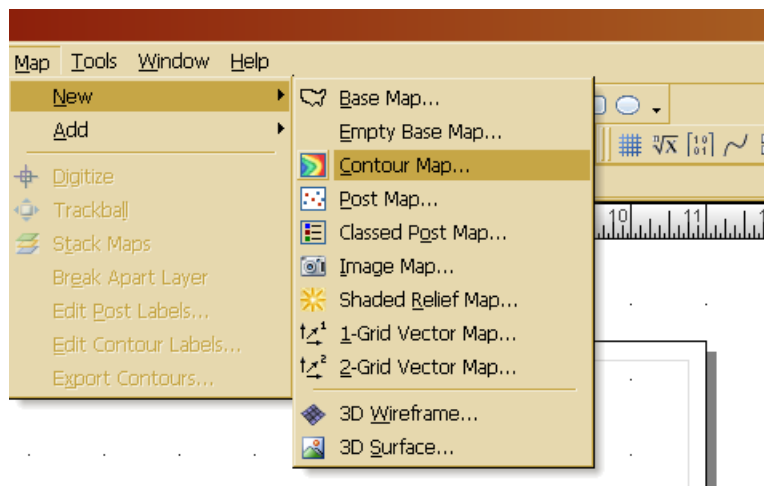 Map Tools Window Help
New
Add
Digitize
Trackball
Stack Maps
Break Apart Layer
Edit Post Labels...
Edit Contour Labels...
Export Contours...
Base Map...
Empty Base Map...
Contour Map...
Post Map...
Classed Post Map...
Image Map...
Shaded Relief Map...
1-Grid Vector Map...
2-Grid Vector Map...
3D Wireframe...
3D Surface...
10 11